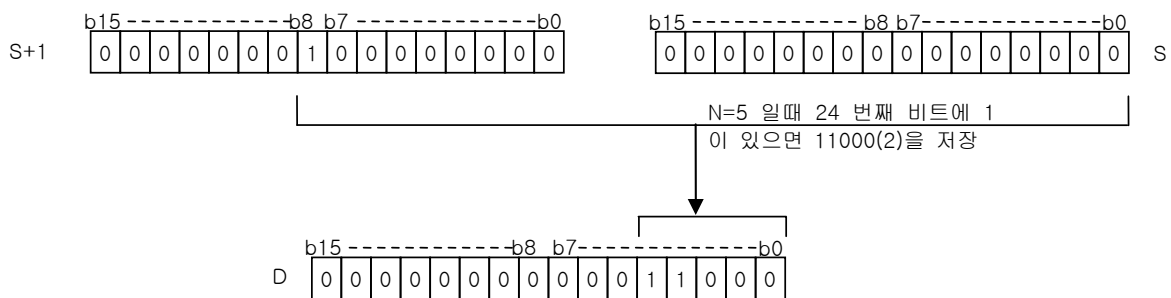 b15 b8 b7 b0 b15 b8 b7 b0
S+1 0 0 0 0 0 0 0 1 0 0 0 0 0 0 0 0 0 0 0 0 0 0 0 0 0 0 0 0 0 0 0 0 S
N=5 일때 24 번째 비트에 1
이 있으면 11000(2)을 저장
b15 b8 b7 b0
D 0 0 0 0 0 0 0 0 0 0 0 1 1 0 0 0